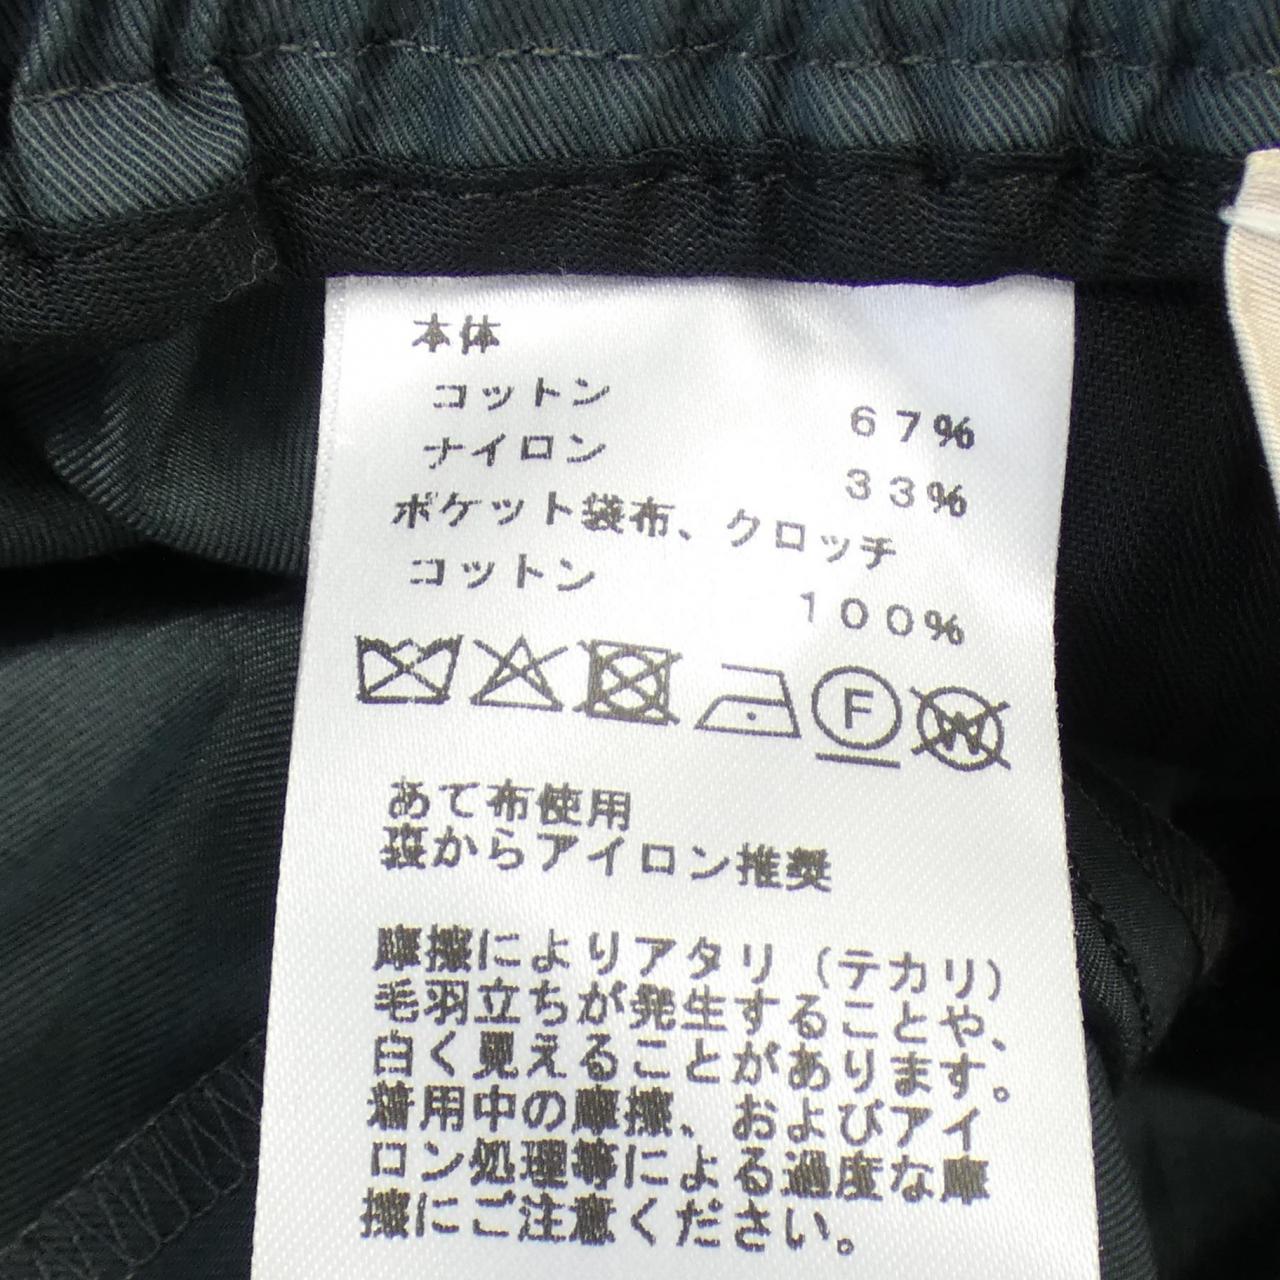 本体
コットン 67%
ナイロン 33%
ポケット袋布、クロッチ
コットン 100%
F W
あて布使用
裏からアイロン推奨
摩擦によりアタリ（テカリ）
毛羽立ちが発生することや、
白く見えることがあります。
着用中の摩擦、およびアイ
ロン処理等による過度な摩
擦にご注意ください。